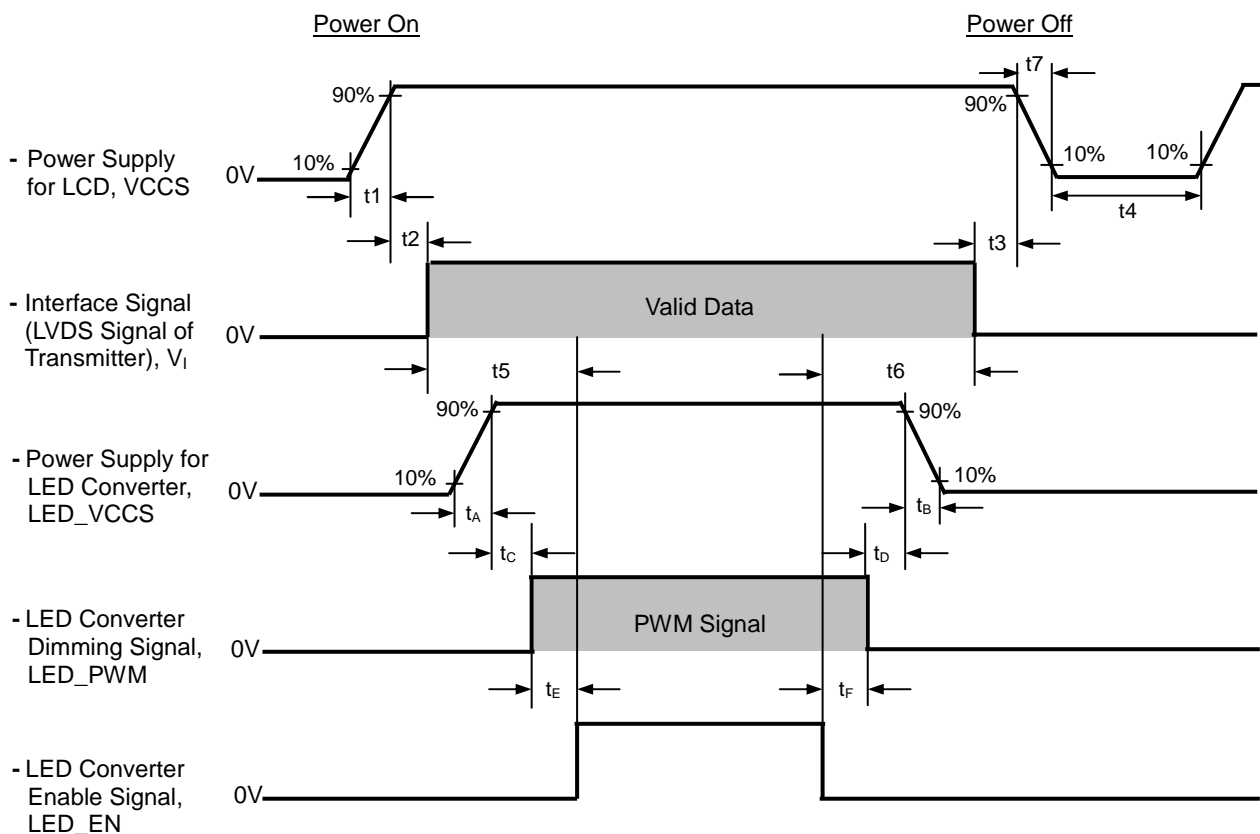 Power On
Power Off
t7
90%
90%
- Power Supply
for LCD, VCCS
10%
10%
10%
0V
t1
t4
t2
t3
- Interface Signal
(LVDS Signal of
Transmitter), VI
Valid Data
0V
t5
t6
90%
90%
- Power Supply for
LED Converter,
LED_VCCS
10%
10%
0V
tA
tB
tC
tD
- LED Converter
Dimming Signal,
LED_PWM
PWM Signal
0V
tE
tF
- LED Converter
Enable Signal,
LED_EN
0V